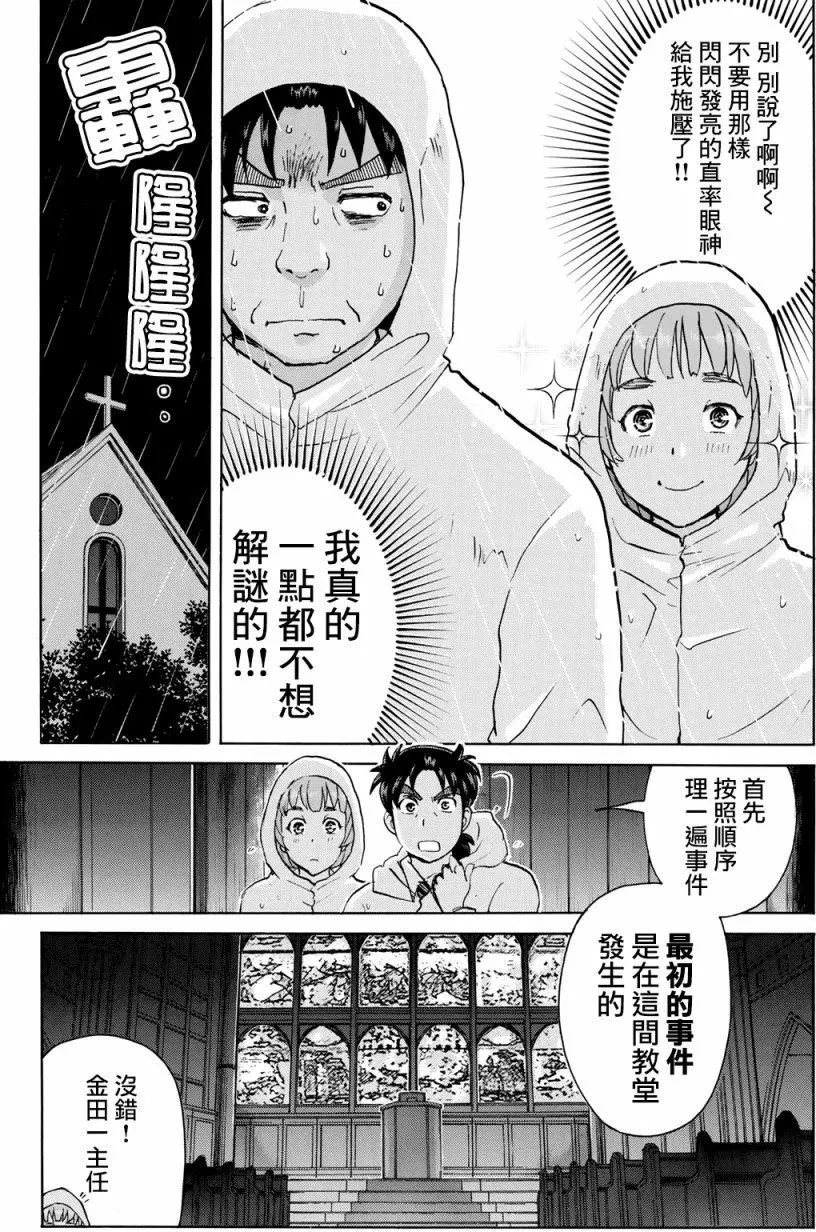 別 別說了啊啊~
不要用那樣
閃閃發亮的直率眼神
給我施壓了!!
我真的
一點都不想
解謎的!!!
轟
隆隆隆
首先
按照順序
理一遍事件
最初的事件
是在這間教堂
發生的
沒錯!
金田一主任